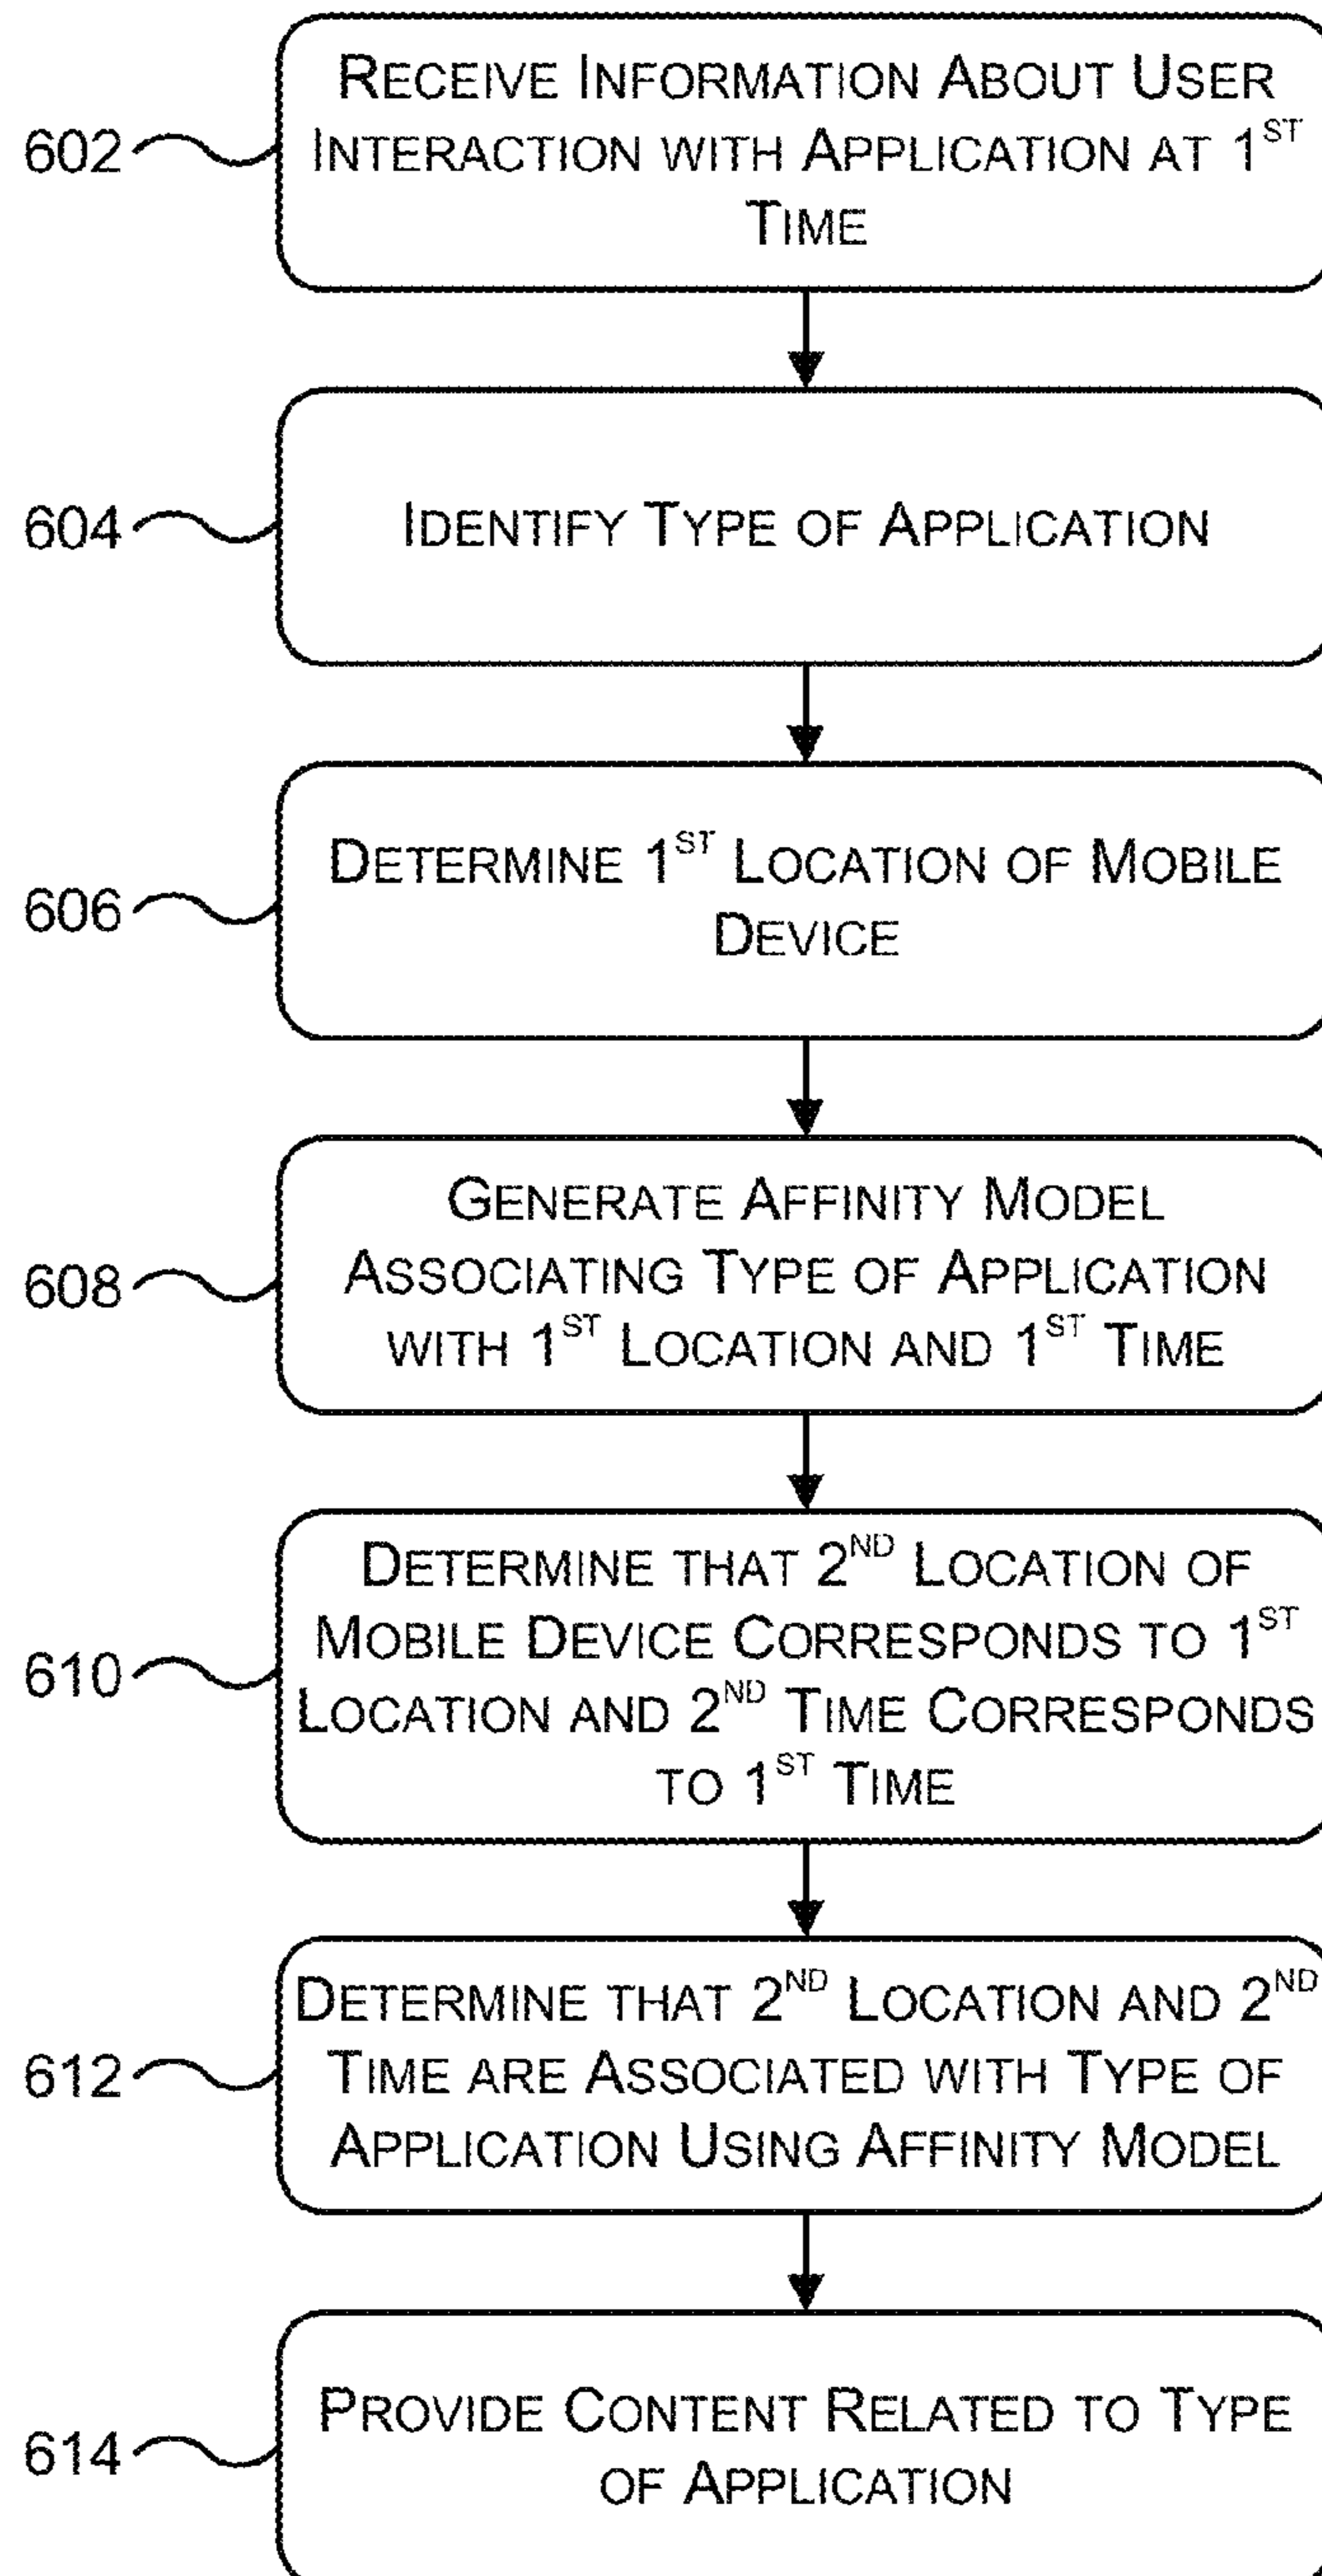 RECEIVE INFORMATION ABOUT USER
602 INTERACTION WITH APPLICATION AT 1ST
TIME
604 IDENTIFY TYPE OF APPLICATION
DETERMINE 1ST LOCATION OF MOBILE
606 DEVICE
GENERATE AFFINITY MODEL
608 ASSOCIATING TYPE OF APPLICATION
WITH 1ST LOCATION AND 1ST TIME
DETERMINE THAT 2ND LOCATION OF
MOBILE DEVICE CORRESPONDS TO 1ST
610 LOCATION AND 2ND TIME CORRESPONDS
TO 1ST TIME
DETERMINE THAT 2ND LOCATION AND 2ND
612 TIME ARE ASSOCIATED WITH TYPE OF
APPLICATION USING AFFINITY MODEL
PROVIDE CONTENT RELATED TO TYPE
614 OF APPLICATION